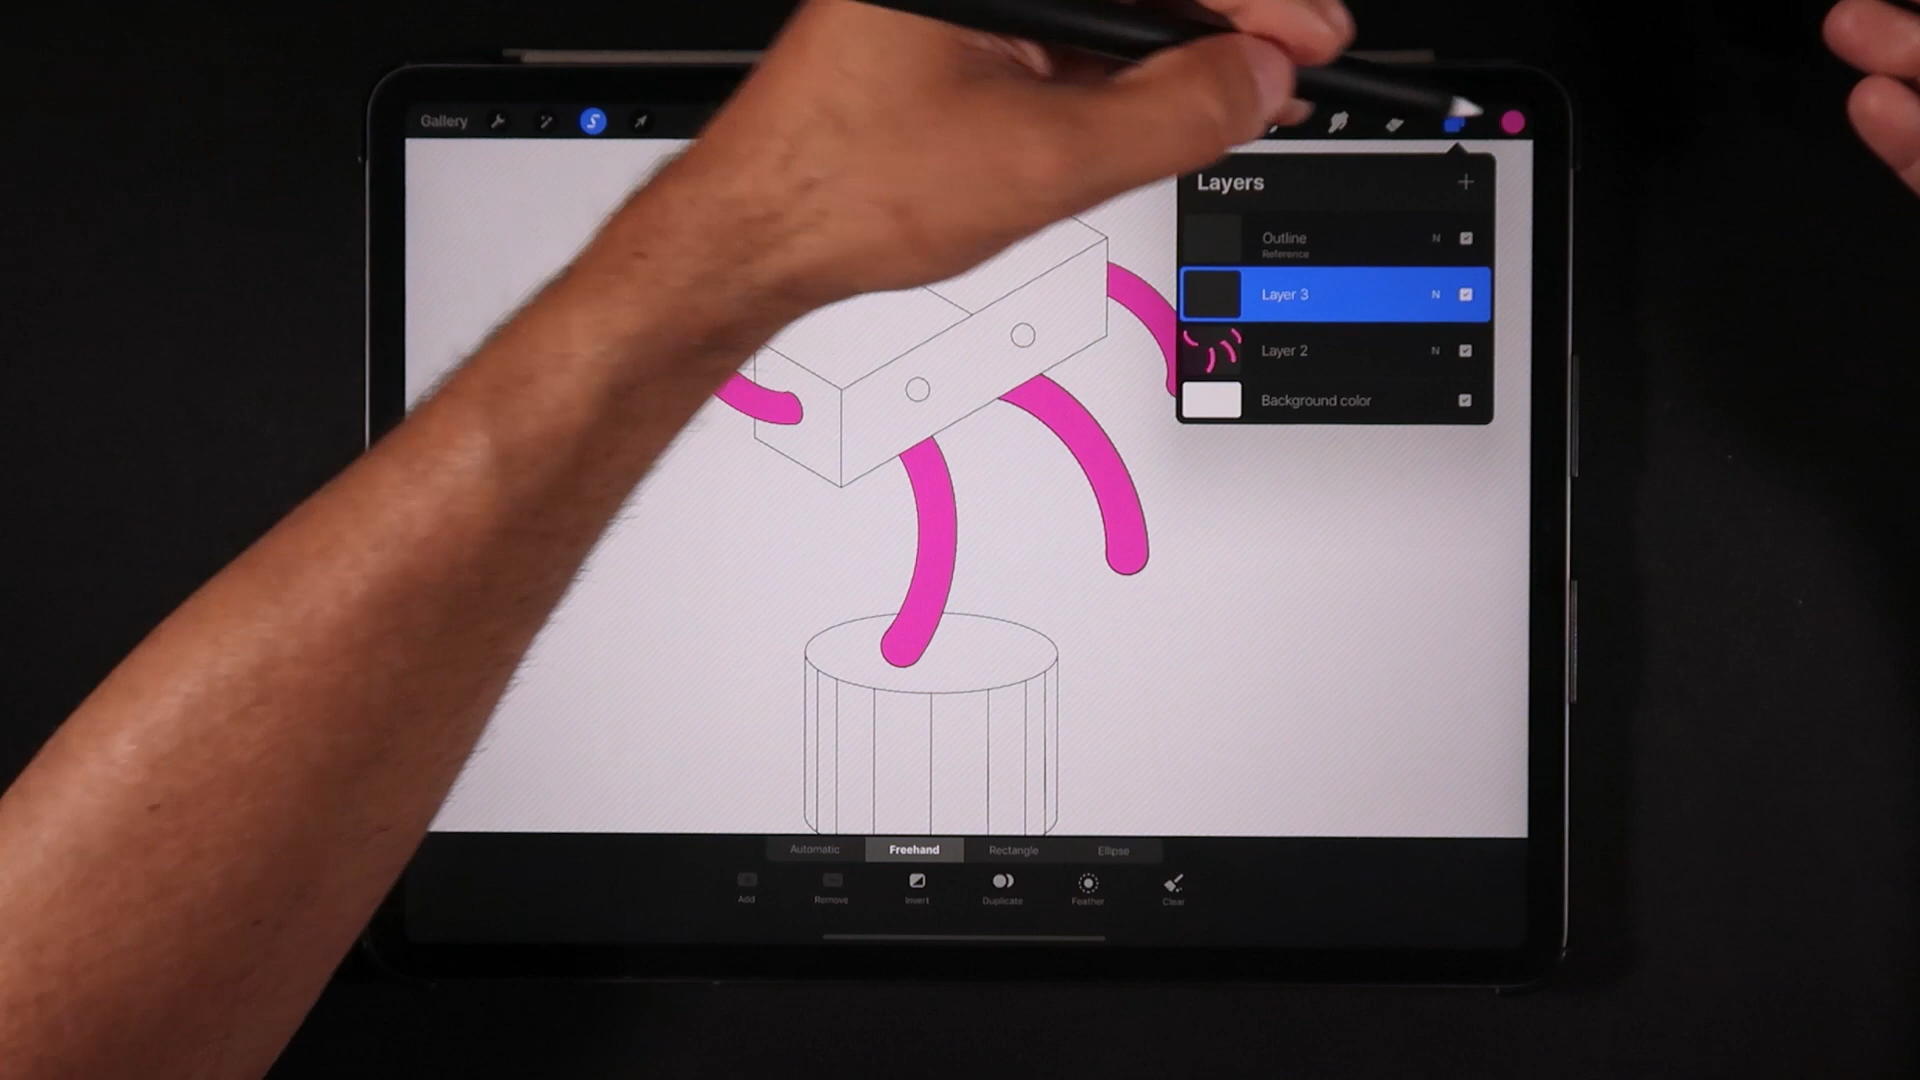 Gallery
S
Layers
Outline N
Reference
Layer 3 N
Layer 2 N
Background color
Automatic Freehand Rectangle Ellipse
Add Remove Invert Duplicate Feather Clear